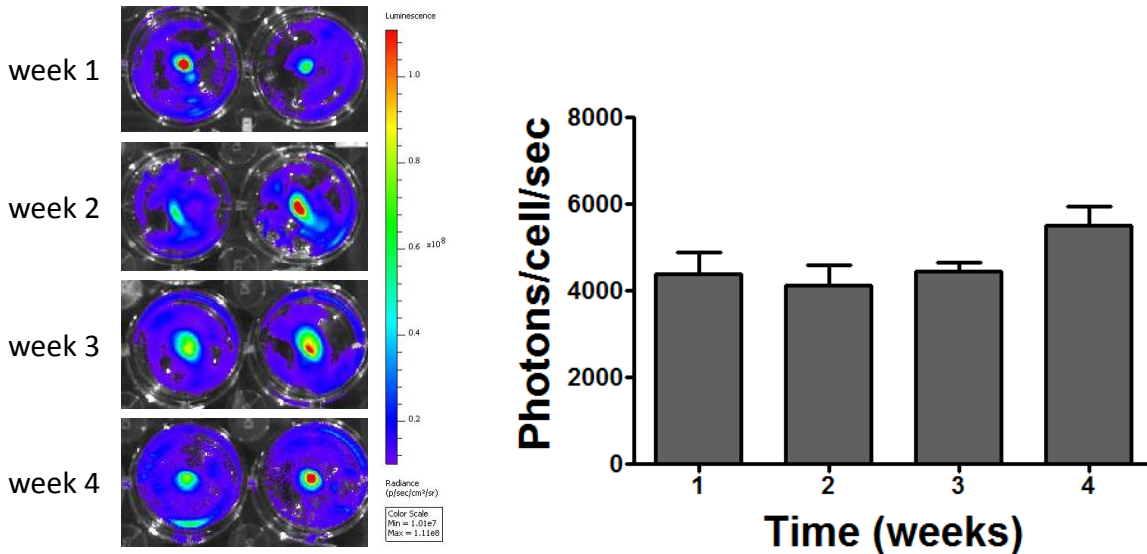 week 1
week 2
week 3
week 4
Luminescence
1.0
0.8
0.6
x10⁸
0.4
0.2
Radiance
(p/sec/cm²/sr)
Color Scale
Min = 1.01e7
Max = 1.11e8
Photons/cell/sec
8000
6000
4000
2000
0
1 2 3 4
Time (weeks)